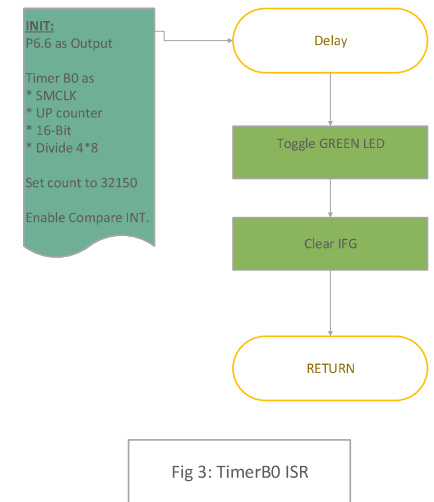 INIT:
P6.6 as Output
Timer B0 as
* SMCLK
* UP counter
* 16-Bit
* Divide 4*8
Set count to 32150
Enable Compare INT.
Delay
Toggle GREEN LED
Clear IFG
RETURN
Fig 3: TimerB0 ISR